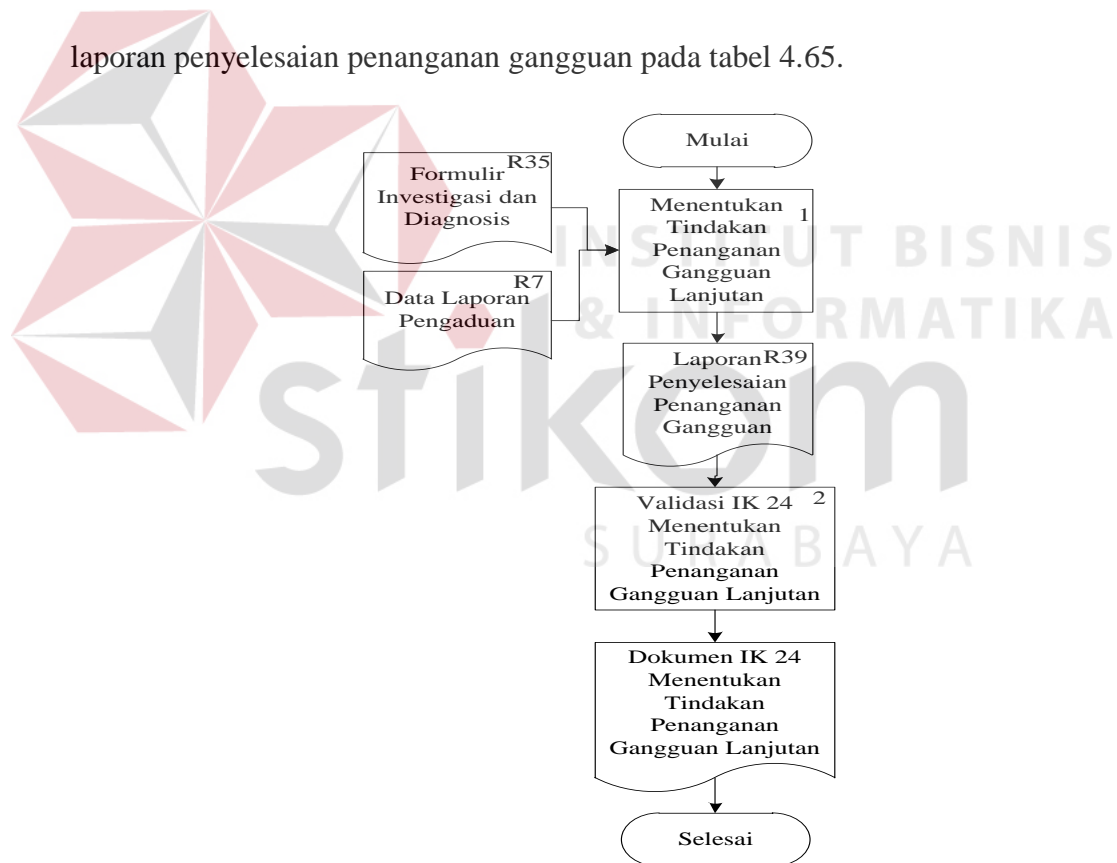 laporan penyelesaian penanganan gangguan pada tabel 4.65.
Mulai
R35
Formulir
Investigasi dan
Diagnosis
R7
Data Laporan
Pengaduan
1
Menentukan
Tindakan
Penanganan
Gangguan
Lanjutan
Laporan R39
Penyelesaian
Penanganan
Gangguan
Validasi IK 24 2
Menentukan
Tindakan
Penanganan
Gangguan Lanjutan
Dokumen IK 24
Menentukan
Tindakan
Penanganan
Gangguan Lanjutan
Selesai
INSTITUT BISNIS
& INFORMATIKA
stikom
SURABAYA